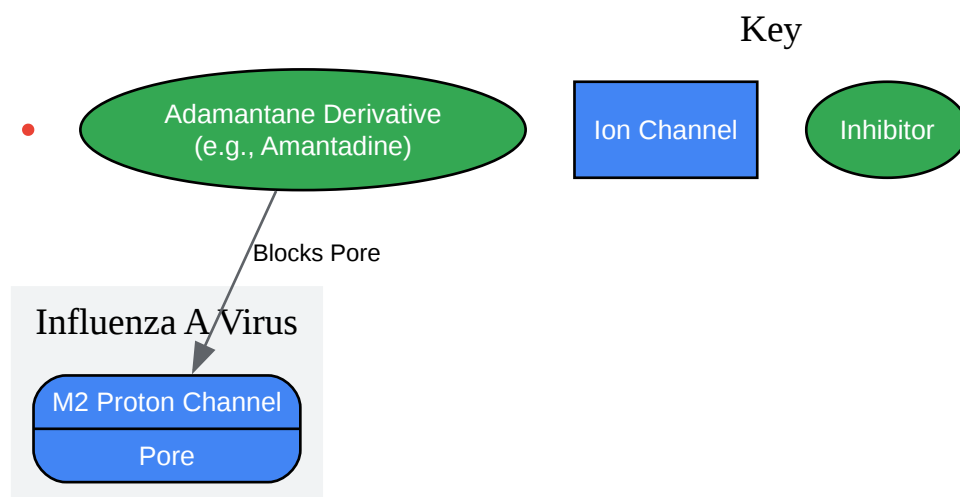 Key
Adamantane Derivative
(e.g., Amantadine)
Ion Channel
Inhibitor
Blocks Pore
Influenza A Virus
M2 Proton Channel
Pore